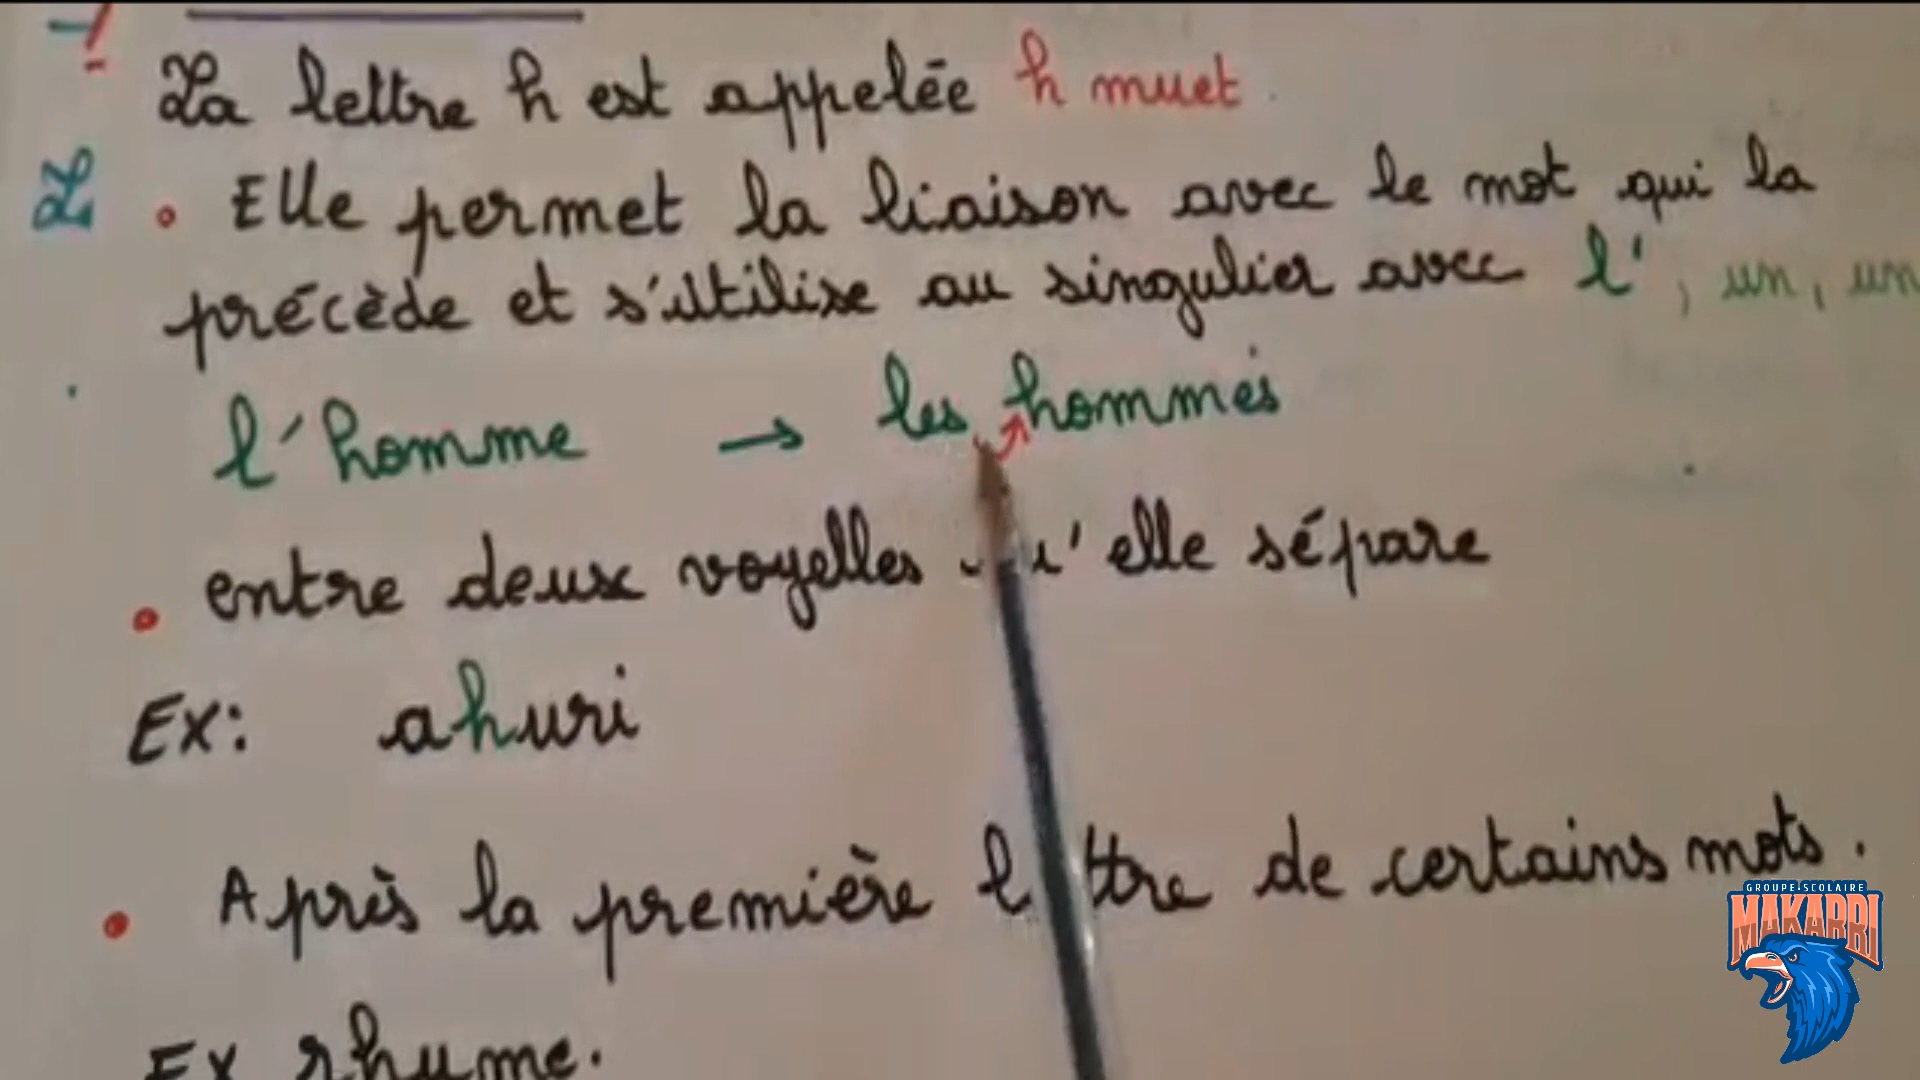 La lettre h est appelée h muet
• Elle permet la liaison avec le mot qui la
précède et s'utilise au singulier avec l', un, un
l'homme → les hommes
• entre deux voyelles qu'elle sépare
Ex: ahuri
• Après la première lettre de certains mots.
Ex rhume.
GROUPE•SCOLAIRE
MAKARRI